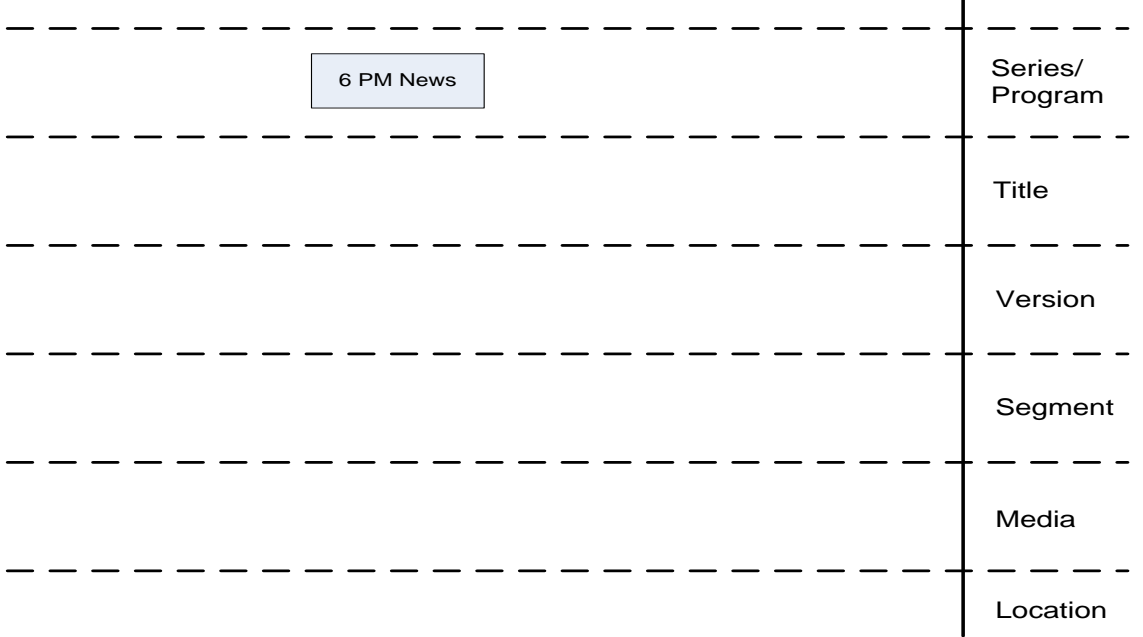 6 PM News
Series/
Program
Title
Version
Segment
Media
Location